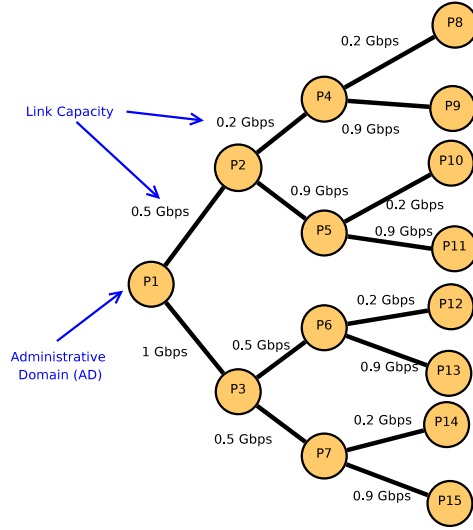 P8
0.2 Gbps
P4
Link Capacity
P9
0.2 Gbps
0.9 Gbps
P10
P2
0.9 Gbps
0.2 Gbps
0.5 Gbps
P5
0.9 Gbps
P11
P1
0.2 Gbps
P12
P6
Administrative
Domain (AD)
1 Gbps
0.5 Gbps
0.9 Gbps
P13
P3
0.2 Gbps
P14
0.5 Gbps
P7
0.9 Gbps
P15